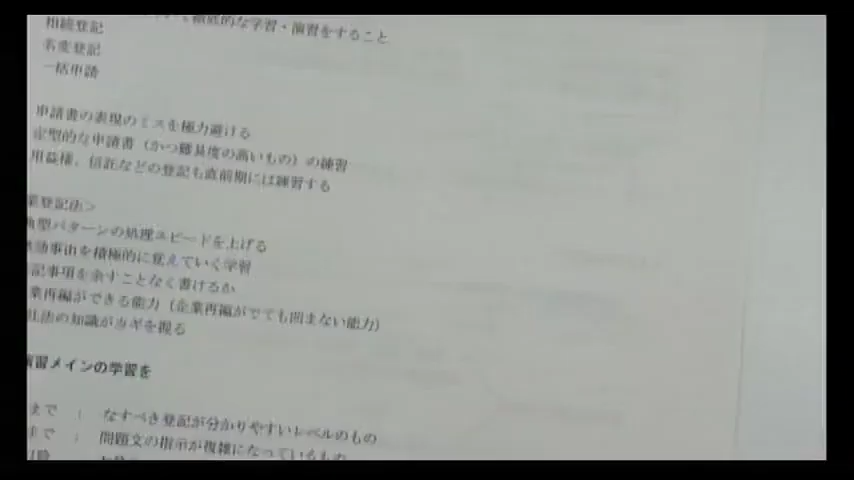 て徹底的な学習・演習をすること
相続登記
名変登記
一括申請
申請書の表現のミスを極力避ける
定型的な申請書(かつ難易度の高いもの)の練習
用益権、信託などの登記も直前期には練習する
業登記法>
型パターンの処理スピードを上げる
効事由を積極的に覚えていく学習
記事項を余すことなく書けるか
業再編ができる能力(企業再編がでても凹まない能力)
社法の知識がカギを握る
演習メインの学習を
まで : なすべき登記が分かりやすいレベルのもの
まで : 問題文の指示が複雑になっているもの